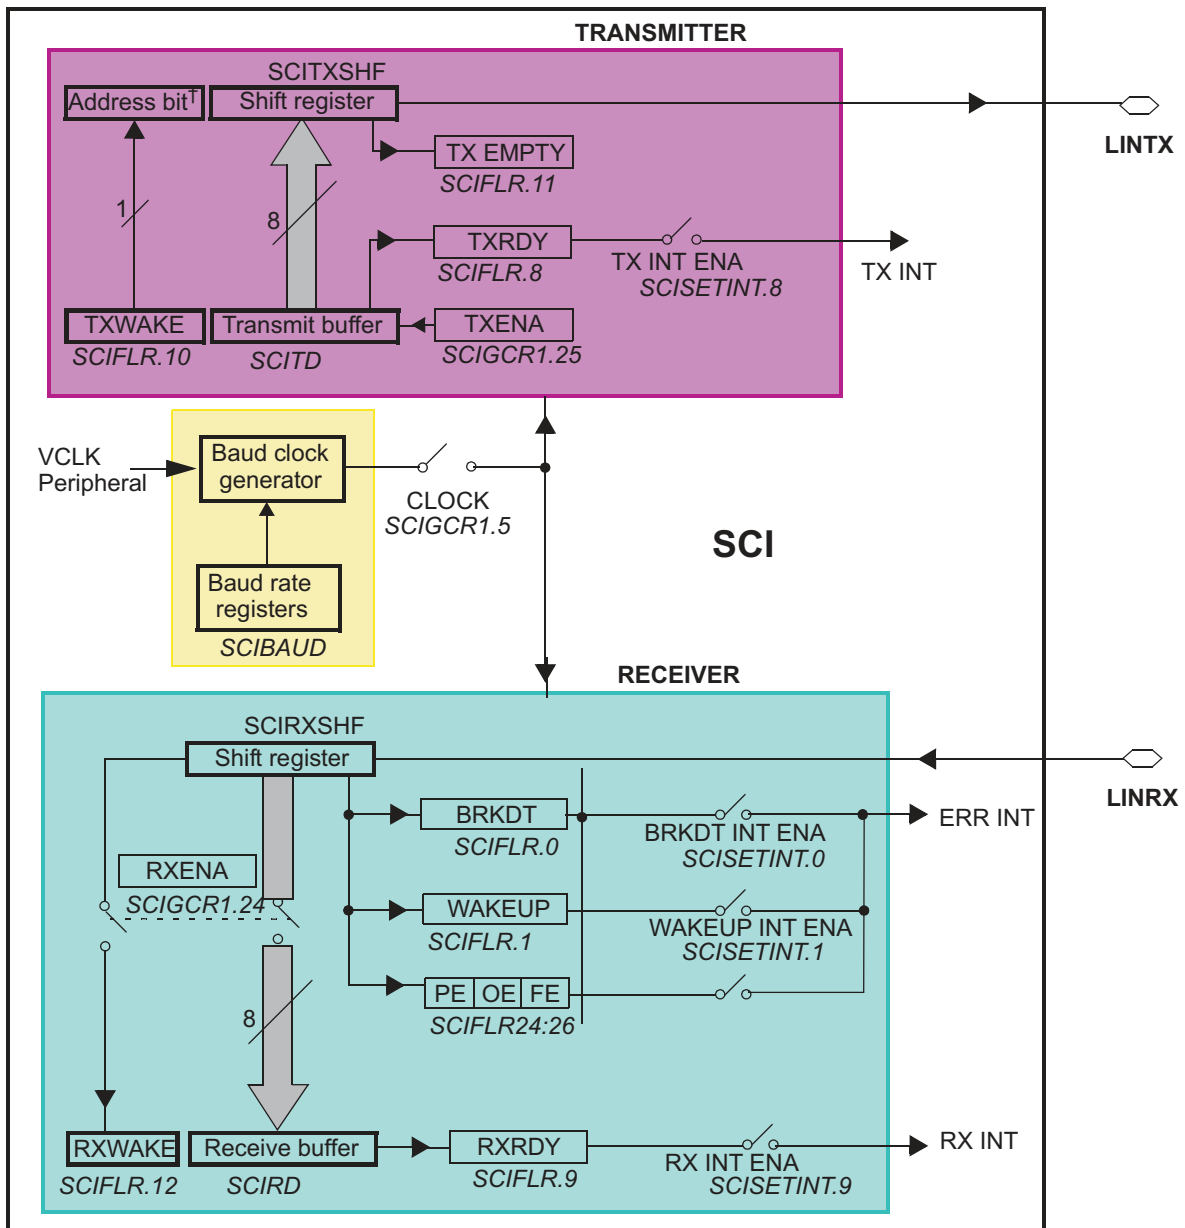 TRANSMITTER
SCITXSHF
Address bit†
Shift register
LINTX
TX EMPTY
SCIFLR.11
1
8
TXRDY
SCIFLR.8
TX INT ENA
SCISETINT.8
TX INT
TXWAKE
SCIFLR.10
Transmit buffer
SCITD
TXENA
SCIGCR1.25
VCLK
Peripheral
Baud clock
generator
CLOCK
SCIGCR1.5
SCI
Baud rate
registers
SCIBAUD
RECEIVER
SCIRXSHF
Shift register
LINRX
BRKDT
SCIFLR.0
BRKDT INT ENA
SCISETINT.0
ERR INT
RXENA
SCIGCR1.24
WAKEUP
SCIFLR.1
WAKEUP INT ENA
SCISETINT.1
PE OE FE
SCIFLR24:26
8
RXWAKE
SCIFLR.12
Receive buffer
SCIRD
RXRDY
SCIFLR.9
RX INT ENA
SCISETINT.9
RX INT